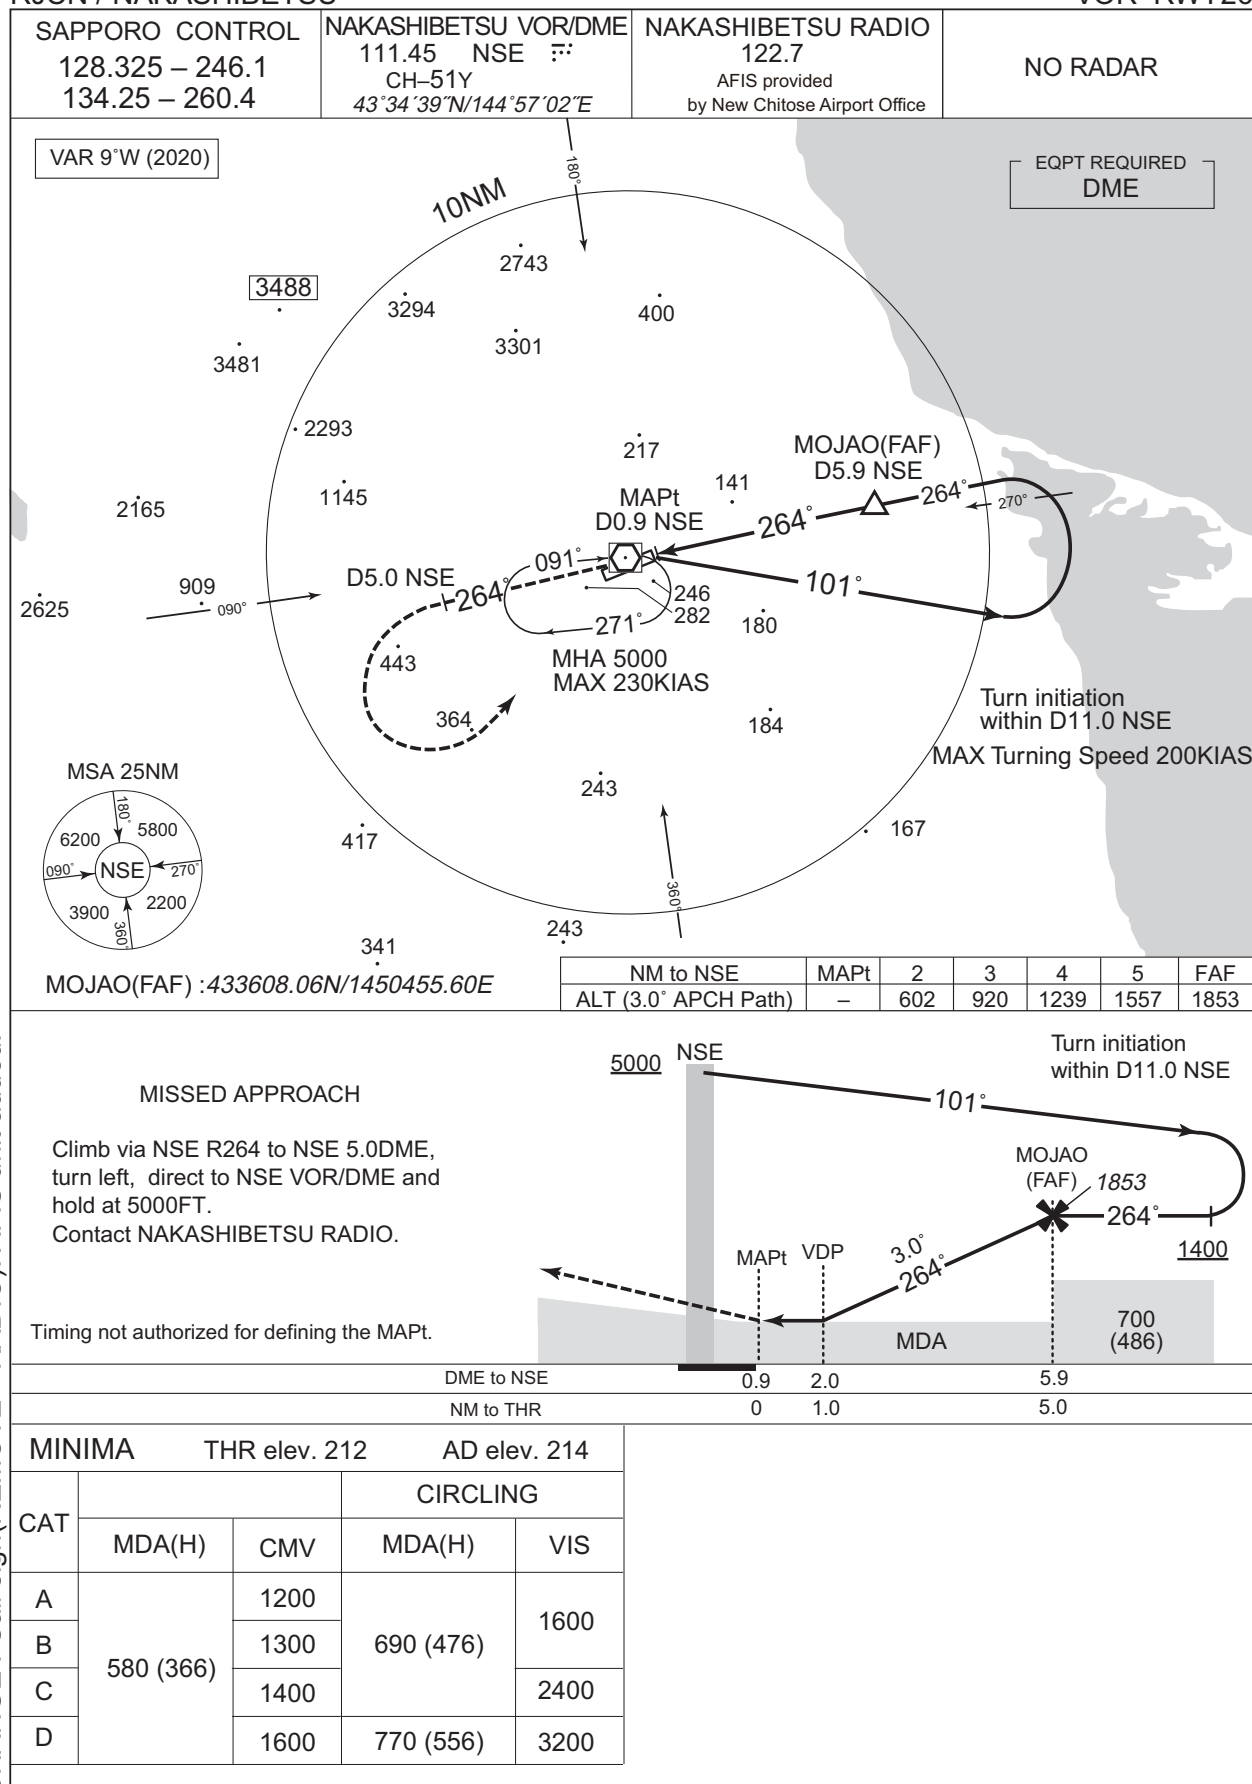 RJCN / NAKASHIBETSU
SAPPORO CONTROL
128.325 – 246.1
134.25 – 260.4
NAKASHIBETSU VOR/DME
111.45 NSE
CH–51Y
43°34´39˝N/144°57´02˝E
NAKASHIBETSU RADIO
122.7
AFIS provided
by New Chitose Airport Office
NO RADAR
VAR 9°W (2020)
EQPT REQUIRED
DME
180°
10NM
2743
3488
3294
400
3301
3481
2293
217
MOJAO(FAF)
D5.9 NSE
141
264°
270°
1145
2165
MAPt
D0.9 NSE
264°
091°
D5.0 NSE
264°
101°
909
090°
2625
246
282
271°
180
443
MHA 5000
MAX 230KIAS
364
184
Turn initiation
within D11.0 NSE
MAX Turning Speed 200KIAS
243
417
167
360°
243
341
MSA 25NM
180°
6200
5800
090°
NSE
270°
3900
2200
360°
MOJAO(FAF) :433608.06N/1450455.60E
NM to NSE MAPt 2 3 4 5 FAF
ALT (3.0° APCH Path) – 602 920 1239 1557 1853
MISSED APPROACH
Climb via NSE R264 to NSE 5.0DME,
turn left, direct to NSE VOR/DME and
hold at 5000FT.
Contact NAKASHIBETSU RADIO.
Timing not authorized for defining the MAPt.
5000
NSE
Turn initiation
within D11.0 NSE
101°
MOJAO
(FAF)
1853
264°
1400
MAPt
VDP
3.0°
264°
MDA
700
(486)
DME to NSE 0.9 2.0 5.9
NM to THR 0 1.0 5.0
MINIMA THR elev. 212 AD elev. 214
CAT
CIRCLING
MDA(H) CMV MDA(H) VIS
A 1200
B 1300
C 1400
D 1600
580 (366)
690 (476)
770 (556)
1600
2400
3200